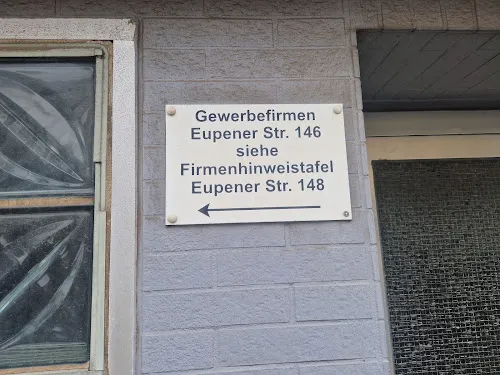 Gewerbefirmen
Eupener Str. 146
siehe
Firmenhinweistafel
Eupener Str. 148